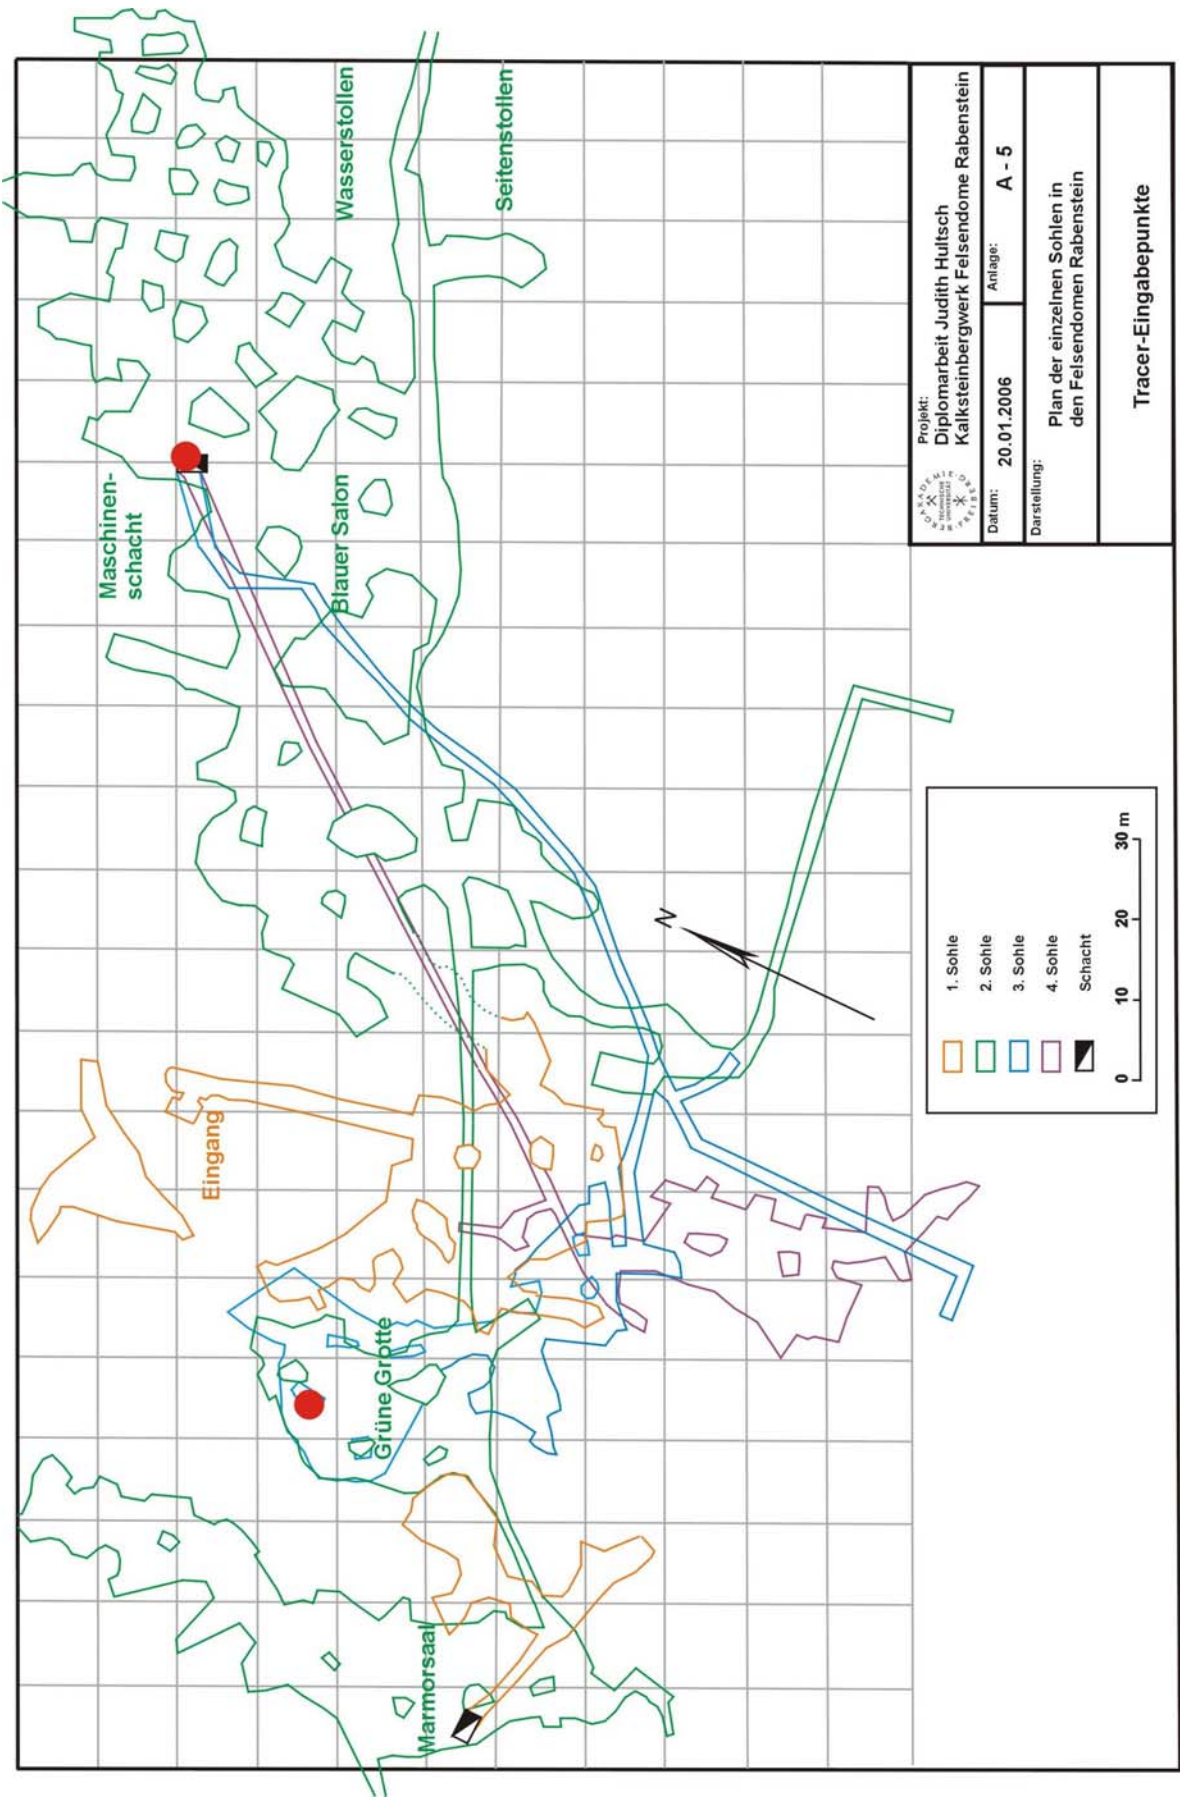 Maschinen-
schacht
Wasserstollen
Seitenstollen
Blauer Salon
Eingang
Grüne Grotte
Marmorsaal
N
1. Sohle
2. Sohle
3. Sohle
4. Sohle
Schacht
0 10 20 30 m
TECHNISCHE
UNIVERSITÄT
Projekt:
Diplomarbeit Judith Hultsch
Kalksteinbergwerk Felsendome Rabenstein
Datum: 20.01.2006
Anlage: A - 5
Darstellung:
Plan der einzelnen Sohlen in
den Felsendomen Rabenstein
Tracer-Eingabepunkte